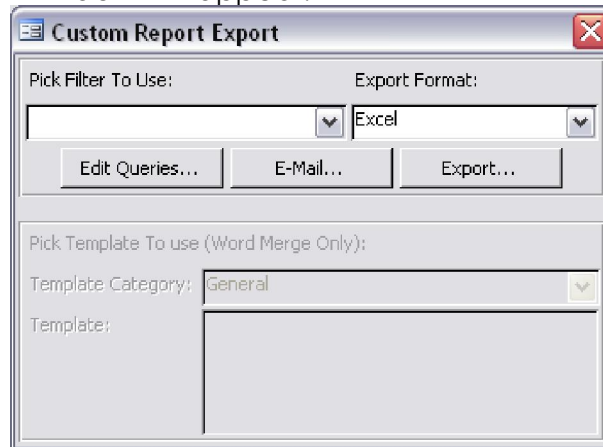 Custom Report Export
Pick Filter To Use: Export Format:
Excel
Edit Queries... E-Mail... Export...
Pick Template To use (Word Merge Only):
Template Category: General
Template: